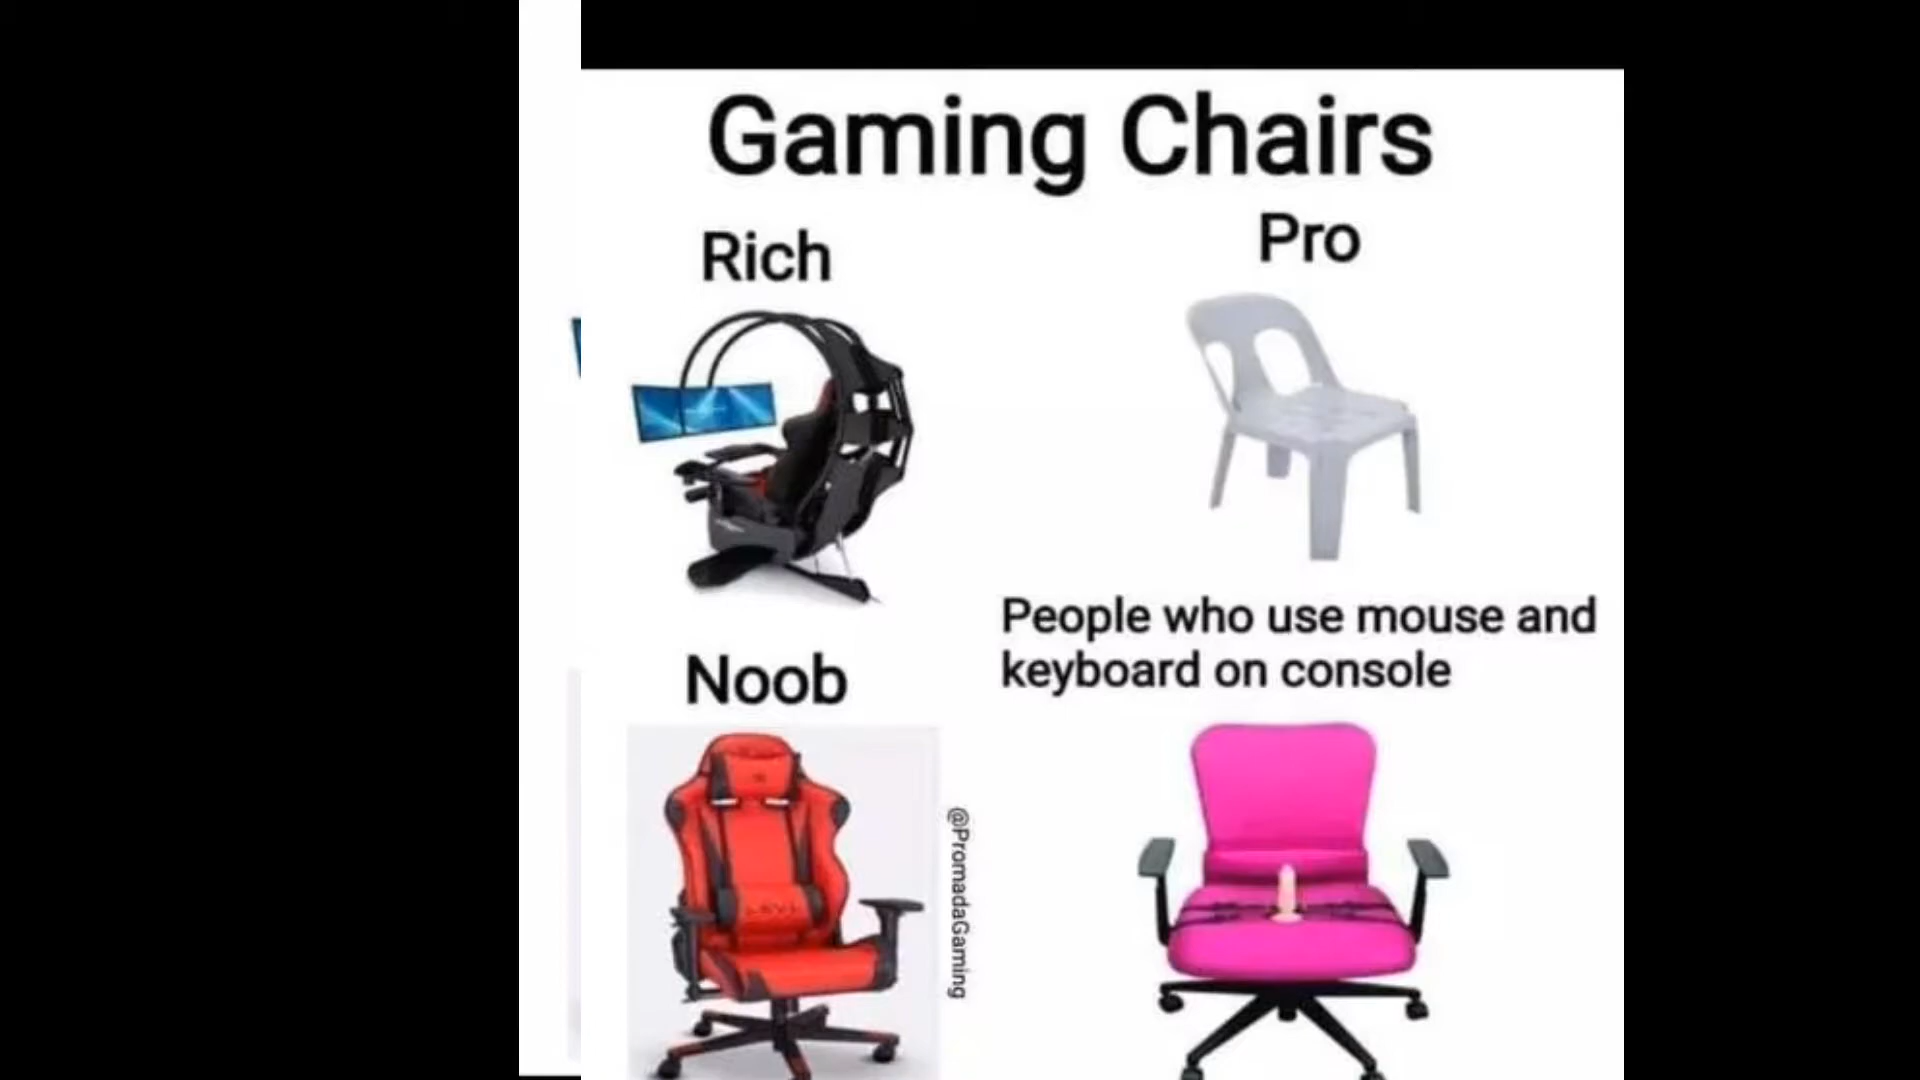 Gaming Chairs
Rich
Pro
People who use mouse and
keyboard on console
Noob
@PromadaGaming